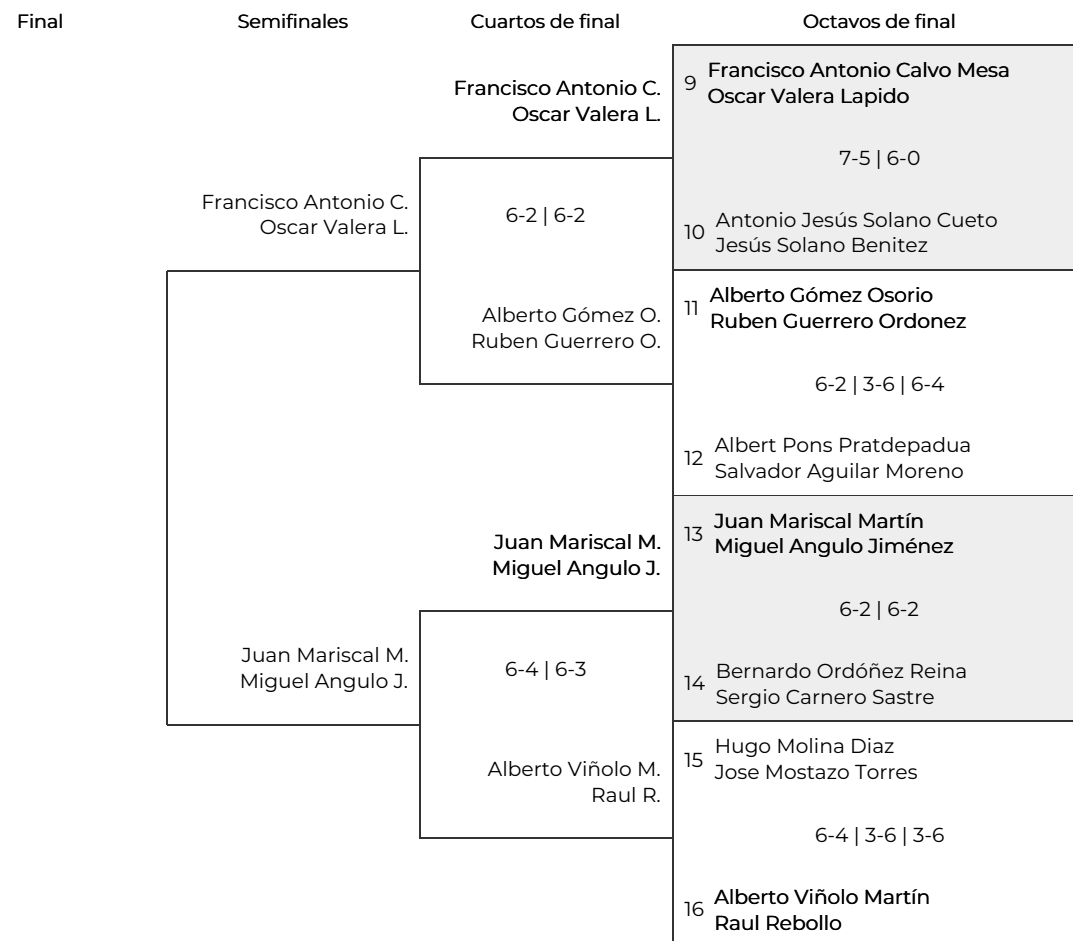 Final
Semifinales
Cuartos de final
Octavos de final
Francisco Antonio C.
Oscar Valera L.
9
Francisco Antonio Calvo Mesa
Oscar Valera Lapido
7-5 | 6-0
Francisco Antonio C.
Oscar Valera L.
6-2 | 6-2
10
Antonio Jesús Solano Cueto
Jesús Solano Benitez
Alberto Gómez O.
Ruben Guerrero O.
11
Alberto Gómez Osorio
Ruben Guerrero Ordonez
6-2 | 3-6 | 6-4
12
Albert Pons Pratdepadua
Salvador Aguilar Moreno
Juan Mariscal M.
Miguel Angulo J.
13
Juan Mariscal Martín
Miguel Angulo Jiménez
6-2 | 6-2
Juan Mariscal M.
Miguel Angulo J.
6-4 | 6-3
14
Bernardo Ordóñez Reina
Sergio Carnero Sastre
Alberto Viñolo M.
Raul R.
15
Hugo Molina Diaz
Jose Mostazo Torres
6-4 | 3-6 | 3-6
16
Alberto Viñolo Martín
Raul Rebollo